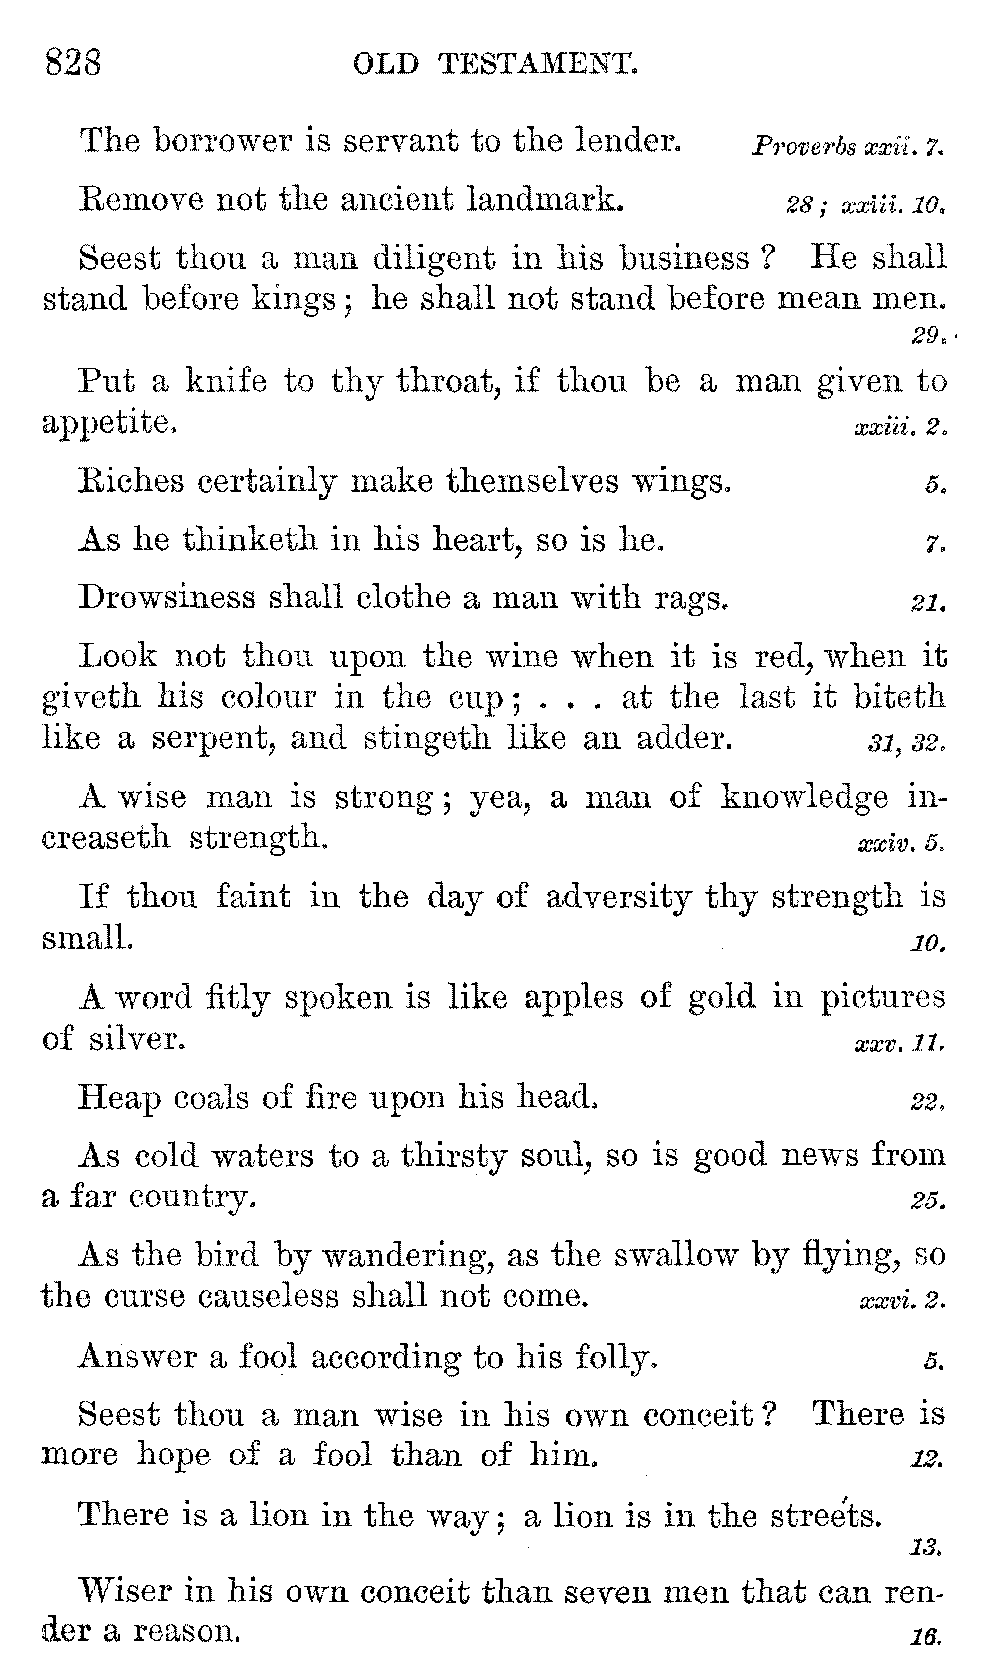 828 OLD TESTAMENT.
The borrower is servant to the lender. Proverbs xxii. 7.
Remove not the ancient landmark. 28; xxiii. 10.
Seest thou a man diligent in his business? He shall
stand before kings; he shall not stand before mean men.
29.
Put a knife to thy throat, if thou be a man given to
appetite. xxiii. 2.
Riches certainly make themselves wings. 5.
As he thinketh in his heart, so is he. 7.
Drowsiness shall clothe a man with rags. 21.
Look not thou upon the wine when it is red, when it
giveth his colour in the cup; . . . at the last it biteth
like a serpent, and stingeth like an adder. 31, 32.
A wise man is strong; yea, a man of knowledge in-
creaseth strength. xxiv. 5.
If thou faint in the day of adversity thy strength is
small. 10.
A word fitly spoken is like apples of gold in pictures
of silver. xxv. 11.
Heap coals of fire upon his head. 22.
As cold waters to a thirsty soul, so is good news from
a far country. 25.
As the bird by wandering, as the swallow by flying, so
the curse causeless shall not come. xxvi. 2.
Answer a fool according to his folly. 5.
Seest thou a man wise in his own conceit? There is
more hope of a fool than of him. 12.
There is a lion in the way; a lion is in the streets.
13.
Wiser in his own conceit than seven men that can ren-
der a reason. 16.